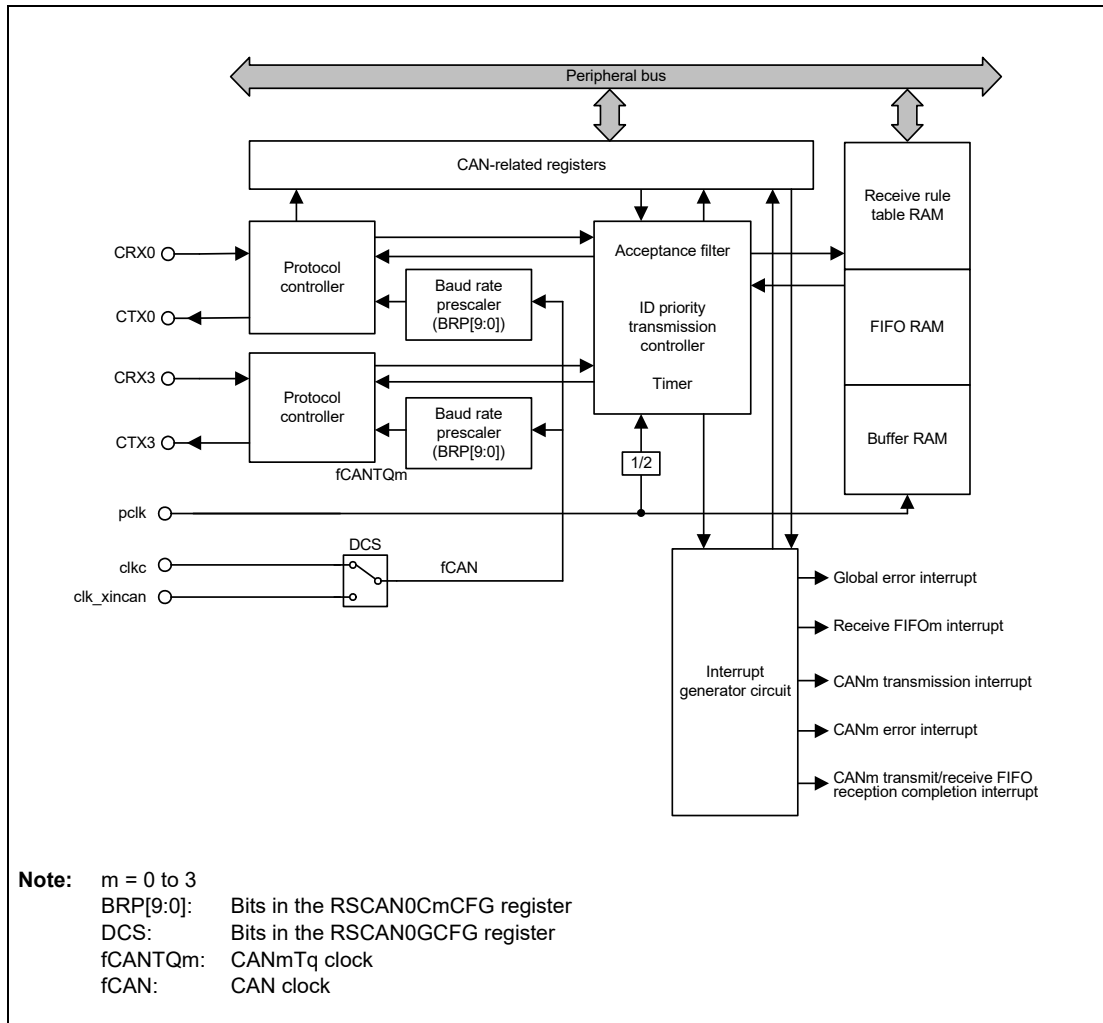 Peripheral bus
CAN-related registers
Receive rule
table RAM
FIFO RAM
Buffer RAM
CRX0
CTX0
CRX3
CTX3
pclk
clkc
clk_xincan
Protocol
controller
Baud rate
prescaler
(BRP[9:0])
Protocol
controller
Baud rate
prescaler
(BRP[9:0])
fCANTQm
Acceptance filter
ID priority
transmission
controller
Timer
1/2
DCS
fCAN
Interrupt
generator circuit
Global error interrupt
Receive FIFOm interrupt
CANm transmission interrupt
CANm error interrupt
CANm transmit/receive FIFO
reception completion interrupt
Note: m = 0 to 3
BRP[9:0]: Bits in the RSCAN0CmCFG register
DCS: Bits in the RSCAN0GCFG register
fCANTQm: CANmTq clock
fCAN: CAN clock